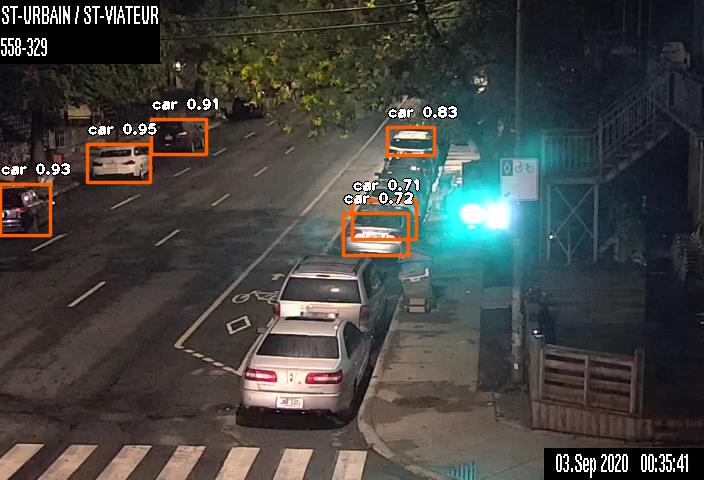 ST-URBAIN / ST-VIATEUR
558-329
car 0.91
car 0.83
car 0.95
car 0.93
car 0.71
car 0.72
03.Sep 2020 00:35:41